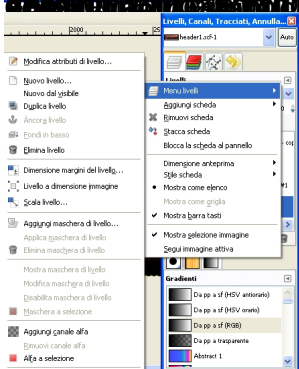 Livelli, Canali, Tracciati, Annulla...
2000
header1.xcf-1
Auto
Livelli
Modifica attributi di livello...
Nuovo livello...
Nuovo dal visibile
Duplica livello
Àncora livello
Fondi in basso
Elimina livello
Dimensione margini del livello...
Livello a dimensione immagine
Scala livello...
Aggiungi maschera di livello...
Applica maschera di livello
Elimina maschera di livello
Mostra maschera di livello
Modifica maschera di livello
Disabilita maschera di livello
Maschera a selezione
Aggiungi canale alfa
Rimuovi canale alfa
Alfa a selezione
Menu livelli
Aggiungi scheda
Rimuovi scheda
Stacca scheda
Blocca la scheda al pannello
Dimensione anteprima
Stile scheda
Mostra come elenco
Mostra come griglia
Mostra barra tasti
Mostra selezione immagine
Segui immagine attiva
Gradienti
Da pp a sf (HSV antiorario)
Da pp a sf (HSV orario)
Da pp a sf (RGB)
Da pp a trasparente
Abstract 1